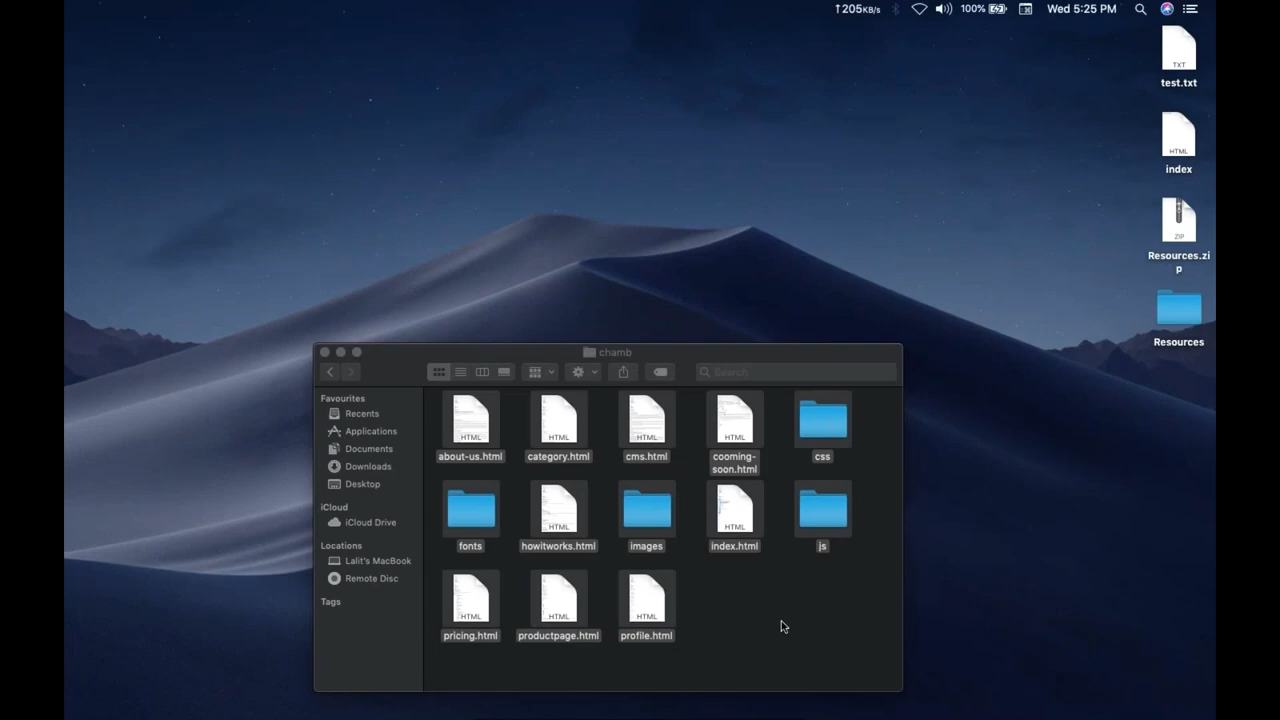 ↑205KB/s 100% Wed 5:25 PM
TXT
test.txt
HTML
index
ZIP
Resources.zi
p
Resources
chamb
Search
Favourites
Recents
Applications
Documents
Downloads
Desktop
iCloud
iCloud Drive
Locations
Lalit's MacBook
Remote Disc
Tags
HTML HTML HTML HTML
about-us.html category.html cms.html cooming-
soon.html css
HTML HTML
fonts howitworks.html images index.html js
HTML HTML HTML
pricing.html productpage.html profile.html